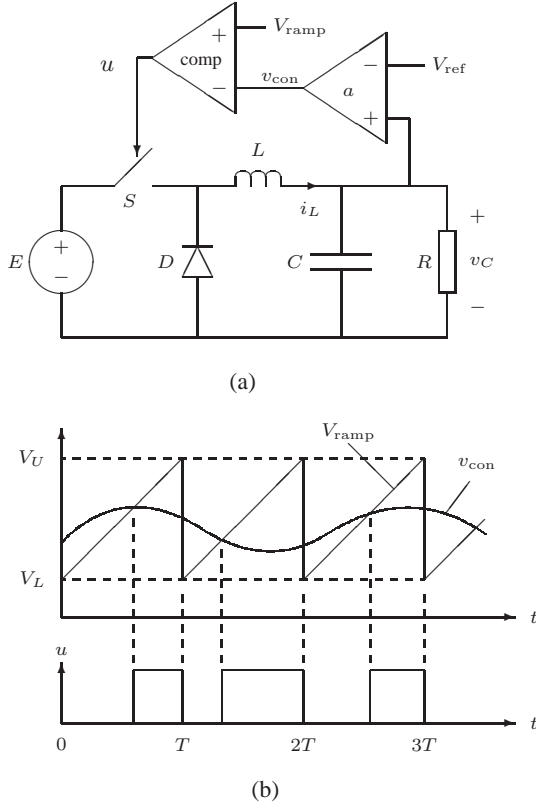 V_ramp
+
comp
u
−
v_con
−
V_ref
a
+
L
S
i_L
+
E
+
−
D
C
R
v_C
−
(a)
V_ramp
V_U
v_con
V_L
t
u
t
0
T
2T
3T
(b)